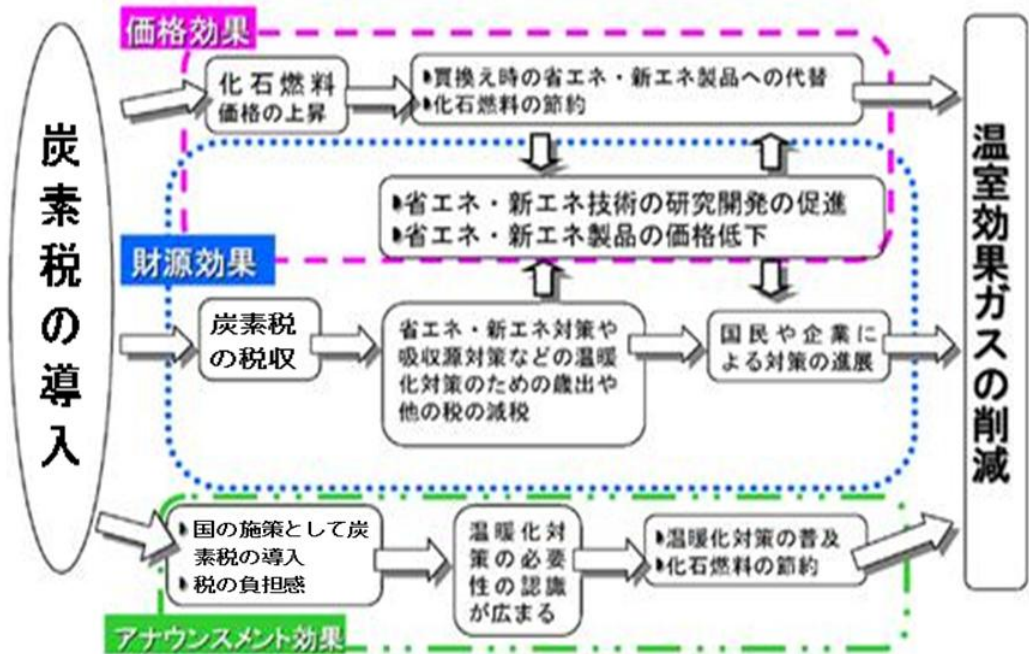 炭素税の導入
価格効果
化石燃料
価格の上昇
買換え時の省エネ・新エネ製品への代替
化石燃料の節約
省エネ・新エネ技術の研究開発の促進
省エネ・新エネ製品の価格低下
財源効果
炭素税
の税収
省エネ・新エネ対策や
吸収源対策などの温暖
化対策のための歳出や
他の税の減税
国民や企業に
よる対策の進展
国の施策として炭
素税の導入
税の負担感
温暖化対
策の必要
性の認識
が広まる
温暖化対策の普及
化石燃料の節約
アナウンスメント効果
温室効果ガスの削減